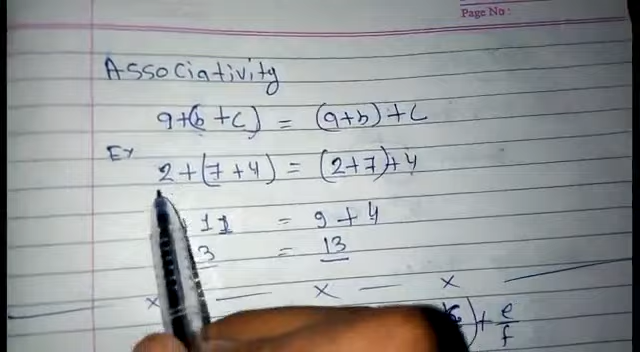 Page No :
Associativity
a+(b+c) = (a+b)+c
Ex 2+(7+4) = (2+7)+4
11 = 9+4
3 = 13
x — x — x
)+ e/f